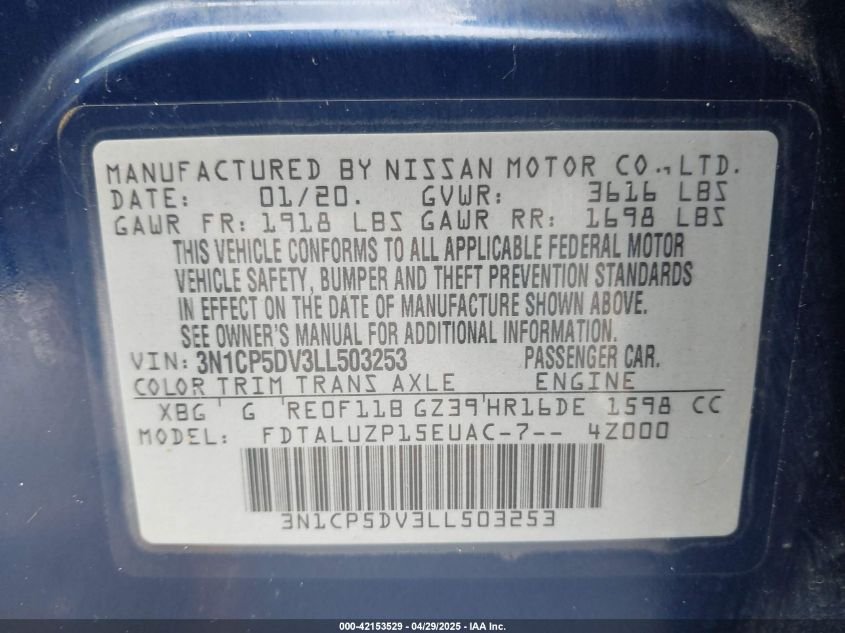 MANUFACTURED BY NISSAN MOTOR CO., LTD.
DATE: 01/20. GVWR: 3616 LBS
GAWR FR: 1918 LBS GAWR RR: 1698 LBS
THIS VEHICLE CONFORMS TO ALL APPLICABLE FEDERAL MOTOR
VEHICLE SAFETY, BUMPER AND THEFT PREVENTION STANDARDS
IN EFFECT ON THE DATE OF MANUFACTURE SHOWN ABOVE.
SEE OWNER'S MANUAL FOR ADDITIONAL INFORMATION.
VIN: 3N1CP5DV3LL503253 PASSENGER CAR.
COLOR TRIM TRANS AXLE ENGINE
XBG G RE0F11B GZ39 HR16DE 1598 CC
MODEL: FDTALUZP15EUAC-7-- 4Z000
3N1CP5DV3LL503253
000-42153529 - 04/29/2025 - IAA Inc.